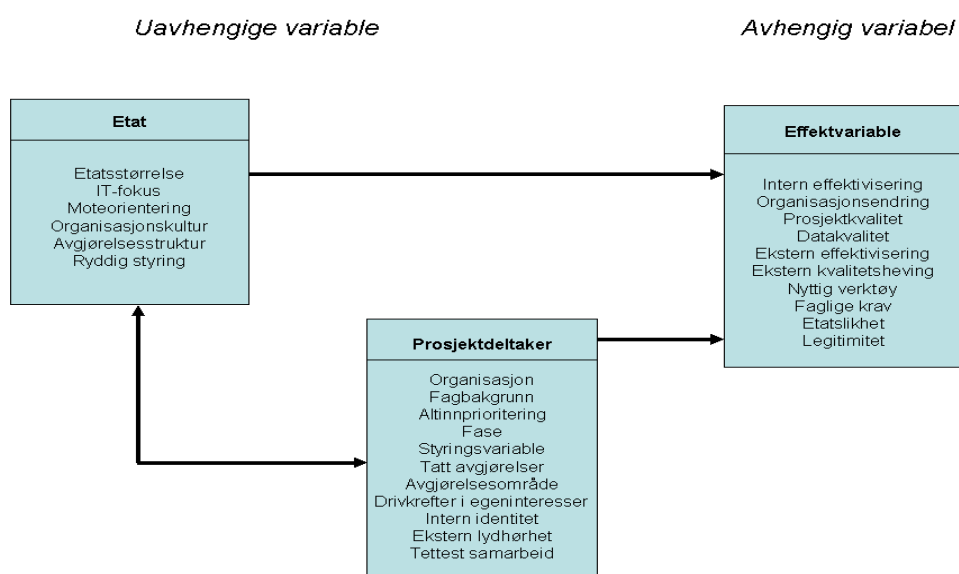 Uavhengige variable
Avhengig variabel
Etat
Etatsstørrelse
IT-fokus
Moteorientering
Organisasjonskultur
Avgjørelsesstruktur
Ryddig styring
Prosjektdeltaker
Organisasjon
Fagbakgrunn
Altinnprioritering
Fase
Styringsvariable
Tatt avgjørelser
Avgjørelsesområde
Drivkrefter i egeninteresser
Intern identitet
Ekstern lydhørhet
Tettest samarbeid
Effektvariable
Intern effektivisering
Organisasjonsendring
Prosjektkvalitet
Datakvalitet
Ekstern effektivisering
Ekstern kvalitetsheving
Nyttig verktøy
Faglige krav
Etatslikhet
Legitimitet